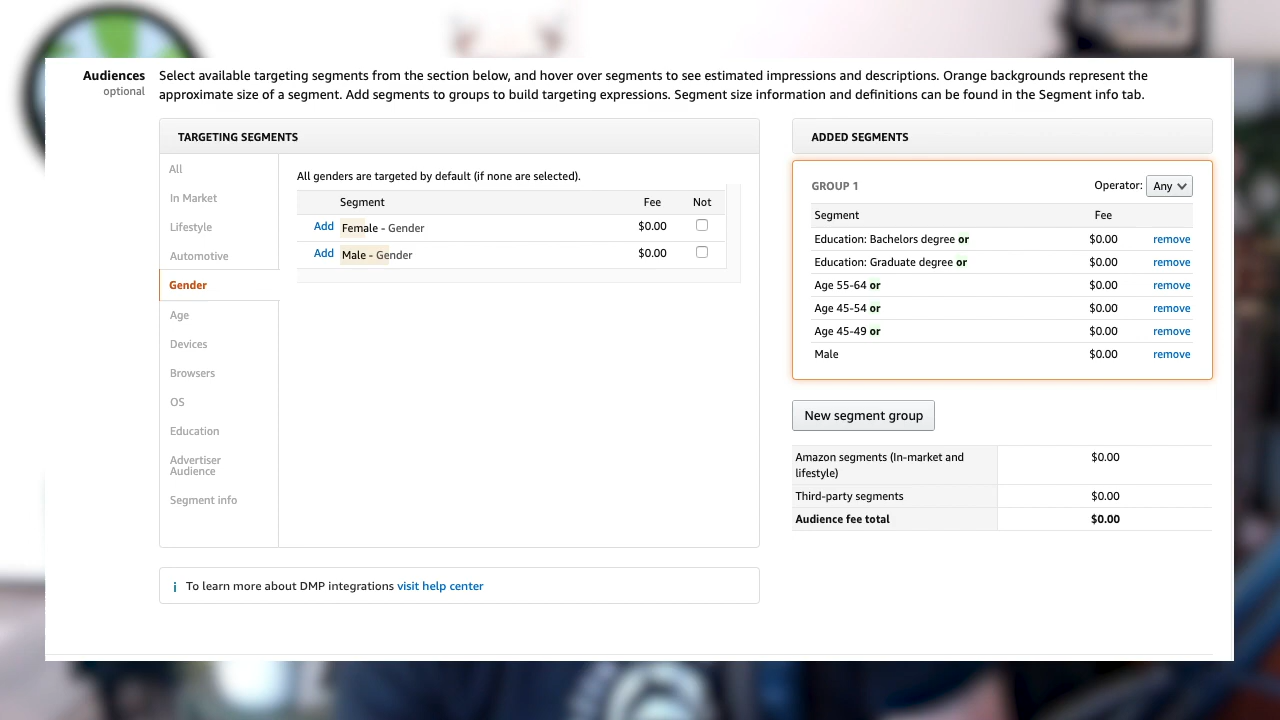 Audiences
optional
Select available targeting segments from the section below, and hover over segments to see estimated impressions and descriptions. Orange backgrounds represent the
approximate size of a segment. Add segments to groups to build targeting expressions. Segment size information and definitions can be found in the Segment info tab.
TARGETING SEGMENTS
All
In Market
Lifestyle
Automotive
Gender
Age
Devices
Browsers
OS
Education
Advertiser
Audience
Segment info
All genders are targeted by default (if none are selected).
Segment Fee Not
Add Female - Gender $0.00
Add Male - Gender $0.00
ADDED SEGMENTS
GROUP 1 Operator: Any
Segment Fee
Education: Bachelors degree or $0.00 remove
Education: Graduate degree or $0.00 remove
Age 55-64 or $0.00 remove
Age 45-54 or $0.00 remove
Age 45-49 or $0.00 remove
Male $0.00 remove
New segment group
Amazon segments (In-market and $0.00
lifestyle)
Third-party segments $0.00
Audience fee total $0.00
i To learn more about DMP integrations visit help center